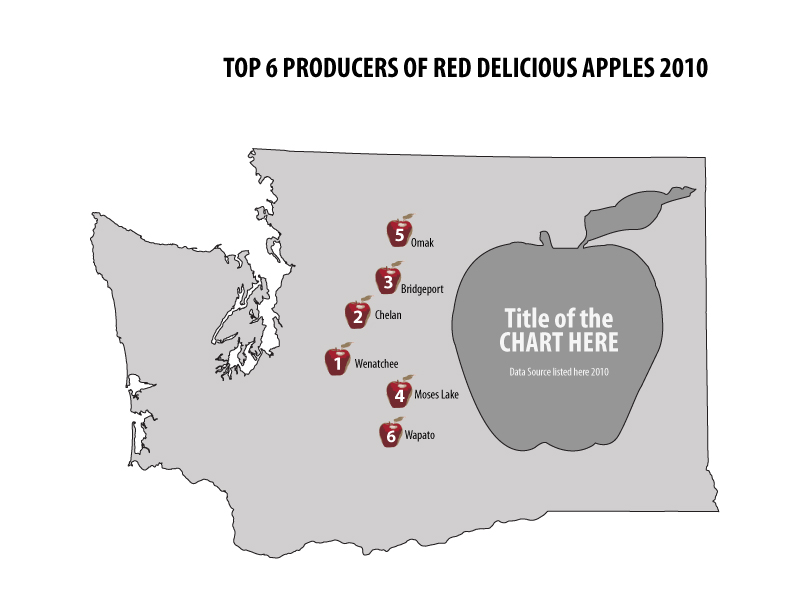 TOP 6 PRODUCERS OF RED DELICIOUS APPLES 2010
5
Omak
3
Bridgeport
2
Chelan
Title of the
CHART HERE
1
Wenatchee
Data Source listed here 2010
4
Moses Lake
6
Wapato